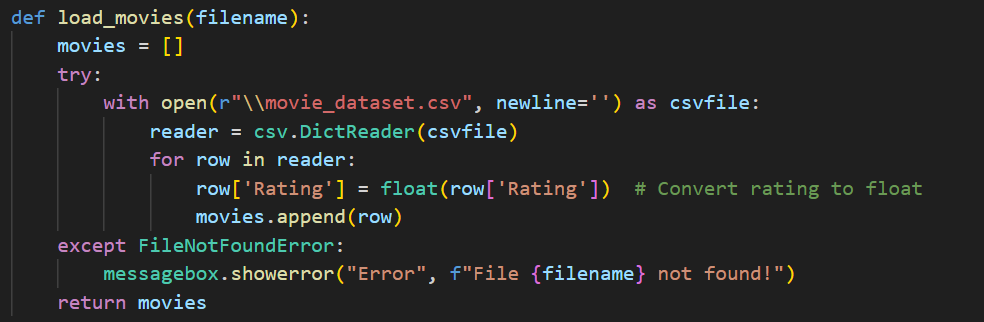 def load_movies(filename):
    movies = []
    try:
        with open(r"\\movie_dataset.csv", newline='') as csvfile:
            reader = csv.DictReader(csvfile)
            for row in reader:
                row['Rating'] = float(row['Rating'])  # Convert rating to float
                movies.append(row)
    except FileNotFoundError:
        messagebox.showerror("Error", f"File {filename} not found!")
    return movies